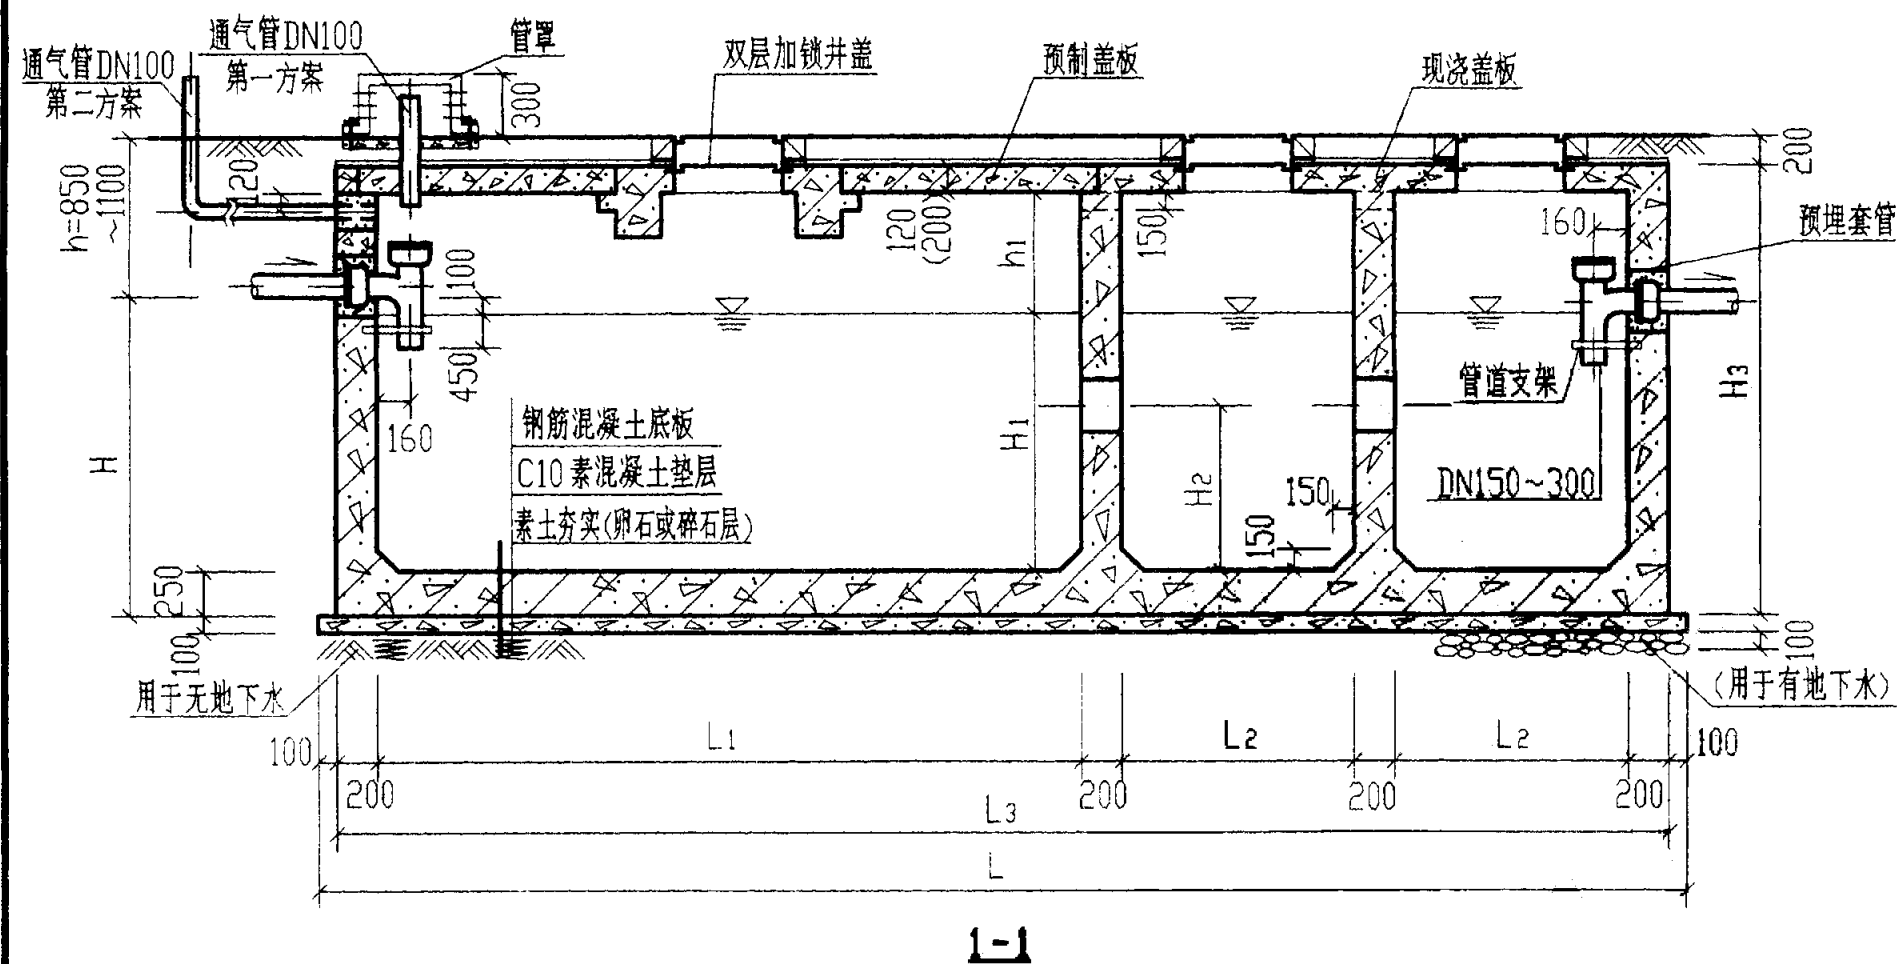 通气管DN100
第二方案
通气管DN100
第一方案
管罩
300
双层加锁井盖
预制盖板
现浇盖板
200
h=850
~1100
120
120
(200)
h1
150
160
预埋套管
100
450
160
H
H1
H2
H3
管道支架
DN150~300
钢筋混凝土底板
C10素混凝土垫层
素土夯实(卵石或碎石层)
150
150
250
100
100
用于无地下水
(用于有地下水)
100
200
L1
200
L2
200
L2
200
100
L3
L
1-1